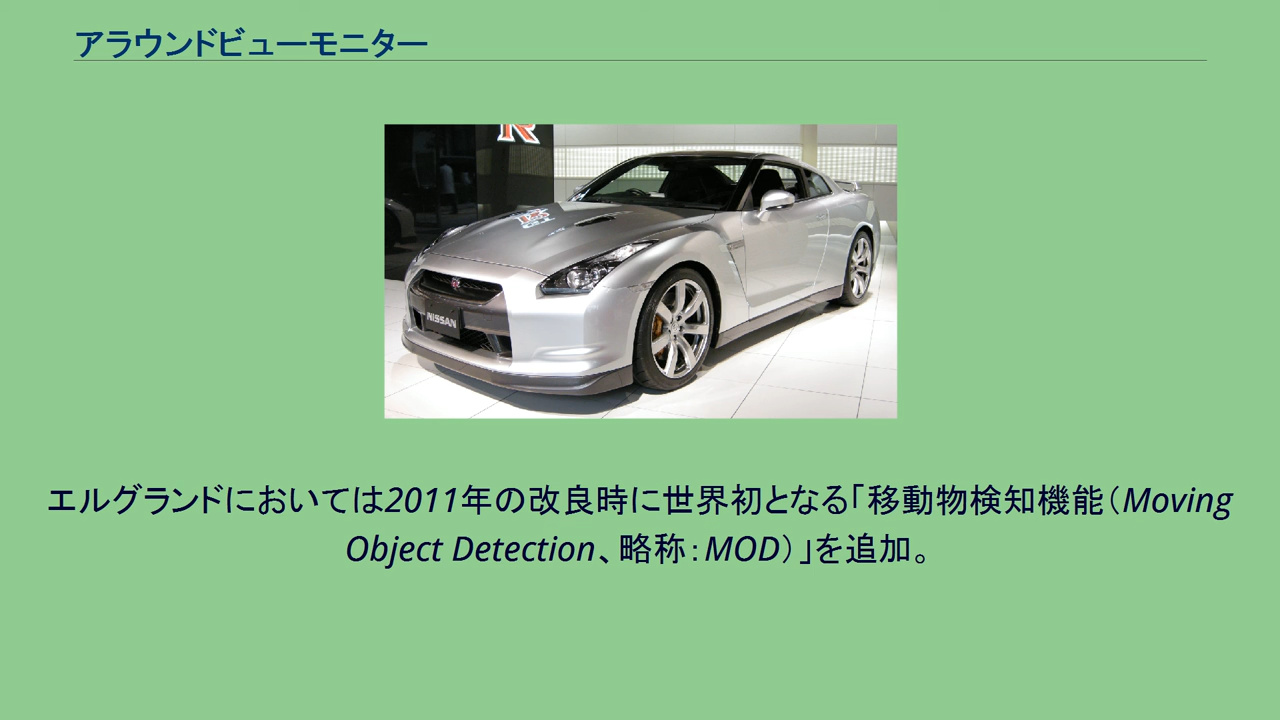 アラウンドビューモニター
R
NISSAN
エルグランドにおいては2011年の改良時に世界初となる｢移動物検知機能（Moving
Object Detection、略称：MOD）｣を追加。